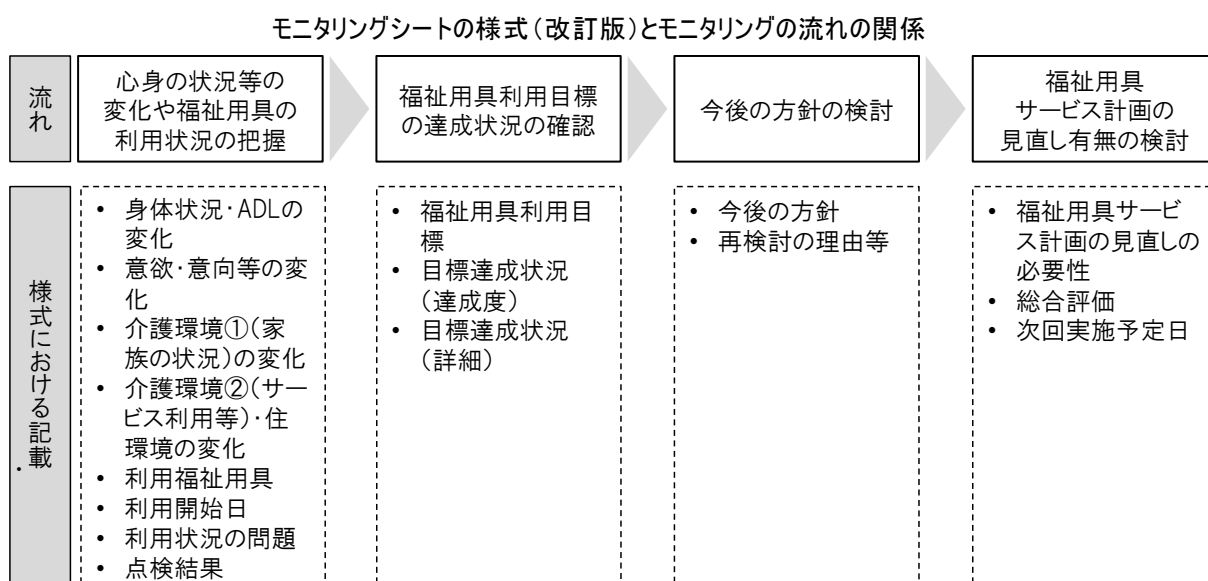 モニタリングシートの様式（改訂版）とモニタリングの流れの関係
流れ
心身の状況等の
変化や福祉用具の
利用状況の把握
福祉用具利用目標
の達成状況の確認
今後の方針の検討
福祉用具
サービス計画の
見直し有無の検討
様式における記載
• 身体状況・ADLの
変化
• 意欲・意向等の変
化
• 介護環境①（家
族の状況）の変化
• 介護環境②（サー
ビス利用等）・住
環境の変化
• 利用福祉用具
• 利用開始日
• 利用状況の問題
• 点検結果
• 福祉用具利用目
標
• 目標達成状況
（達成度）
• 目標達成状況
（詳細）
• 今後の方針
• 再検討の理由等
• 福祉用具サービ
ス計画の見直しの
必要性
• 総合評価
• 次回実施予定日